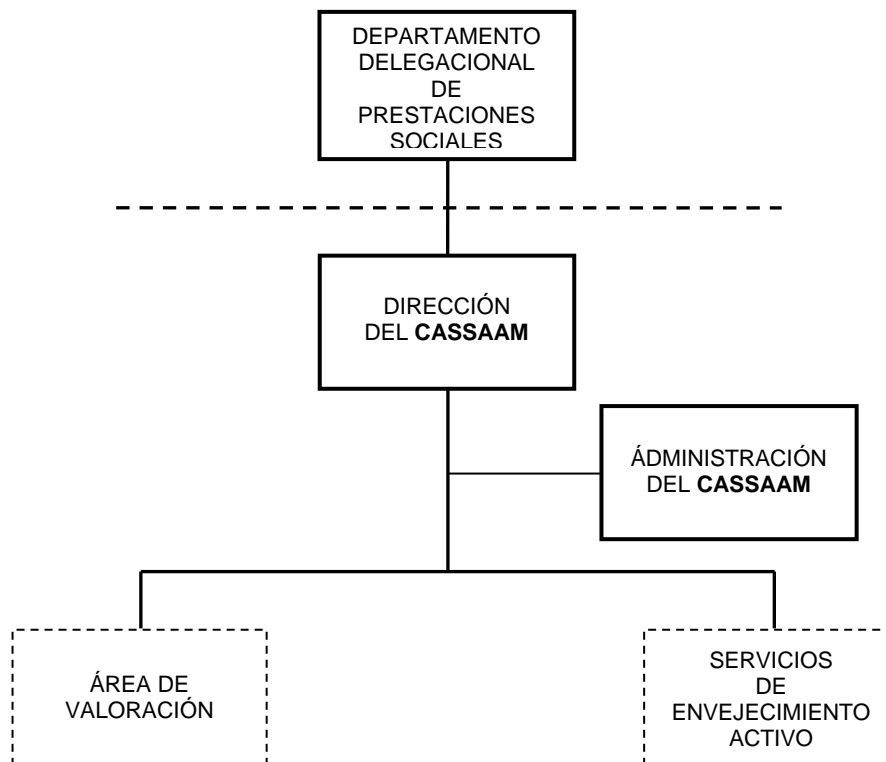 DEPARTAMENTO
DELEGACIONAL
DE
PRESTACIONES
SOCIALES
DIRECCIÓN
DEL CASSAAM
ÁDMINISTRACIÓN
DEL CASSAAM
ÁREA DE
VALORACIÓN
SERVICIOS
DE
ENVEJECIMIENTO
ACTIVO